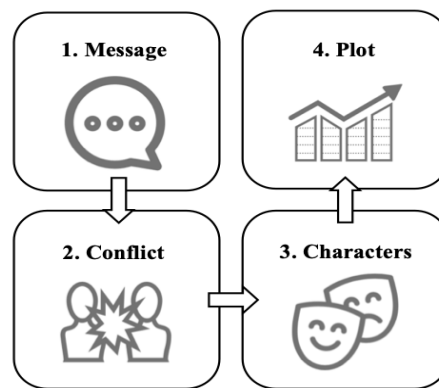 1. Message
4. Plot
2. Conflict
3. Characters